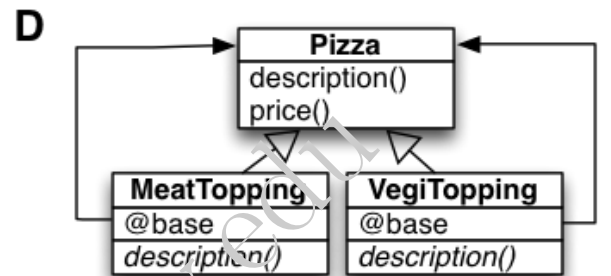 D
Pizza
description()
price()
MeatTopping
@base
description()
VegiTopping
@base
description()